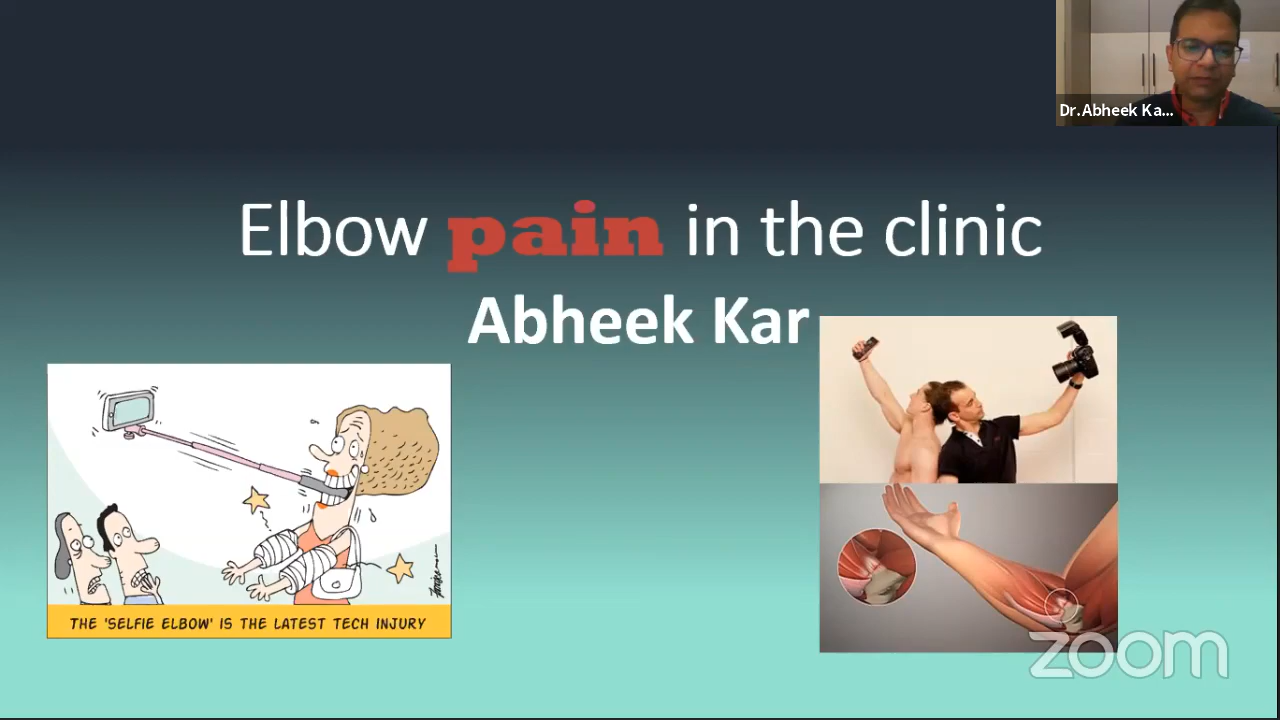 Dr.Abheek Ka...
Elbow pain in the clinic
Abheek Kar
THE 'SELFIE ELBOW' IS THE LATEST TECH INJURY
zoom